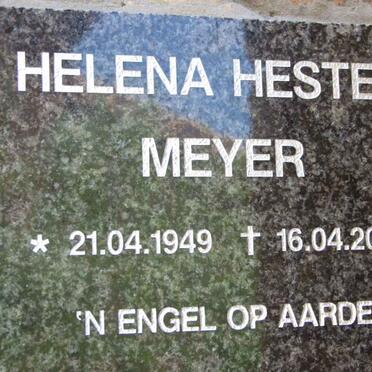 HELENA HESTE
MEYER
* 21.04.1949 † 16.04.20
'N ENGEL OP AARDE